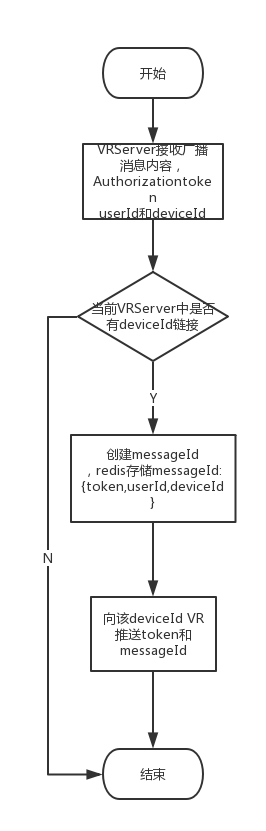 开始
VRServer接收广播
消息内容，
Authorizationtoke
n
userId和deviceId
当前VRServer中是否
有deviceId链接
Y
创建messageId
，redis存储messageId:
{token,userId,deviceId
}
N
向该deviceId VR
推送token和
messageId
结束